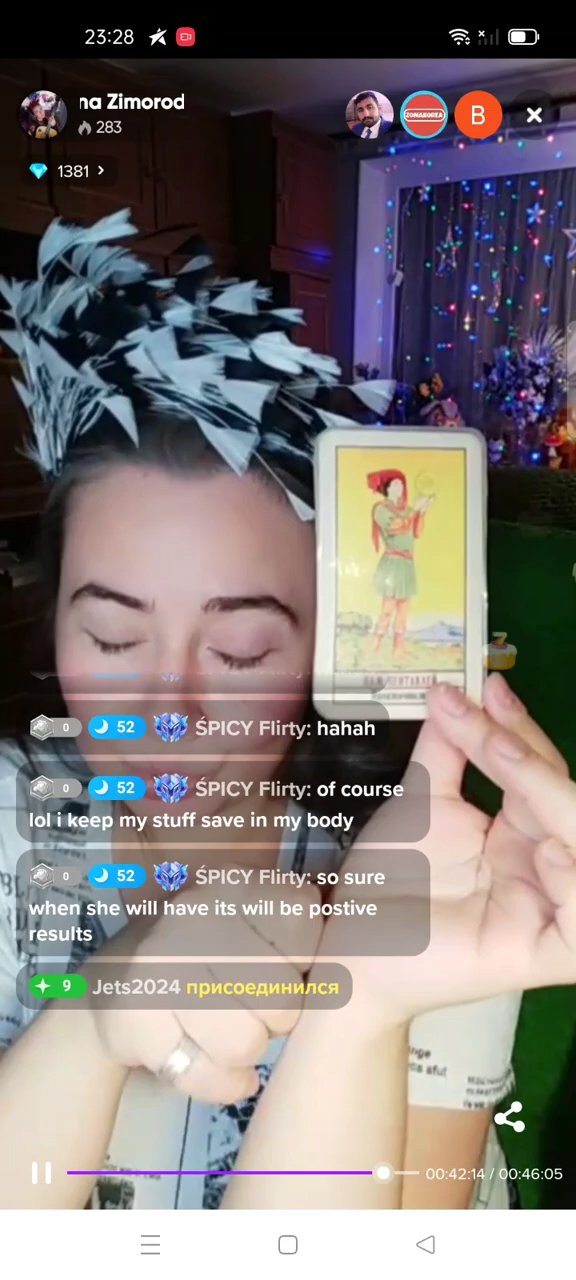 23:28
na Zimorod
283
ZONAKOREA
B
1381
0 52 ŚPICY Flirty: hahah
0 52 ŚPICY Flirty: of course
lol i keep my stuff save in my body
0 52 ŚPICY Flirty: so sure
when she will have its will be postive
results
9 Jets2024 присоединился
00:42:14 / 00:46:05